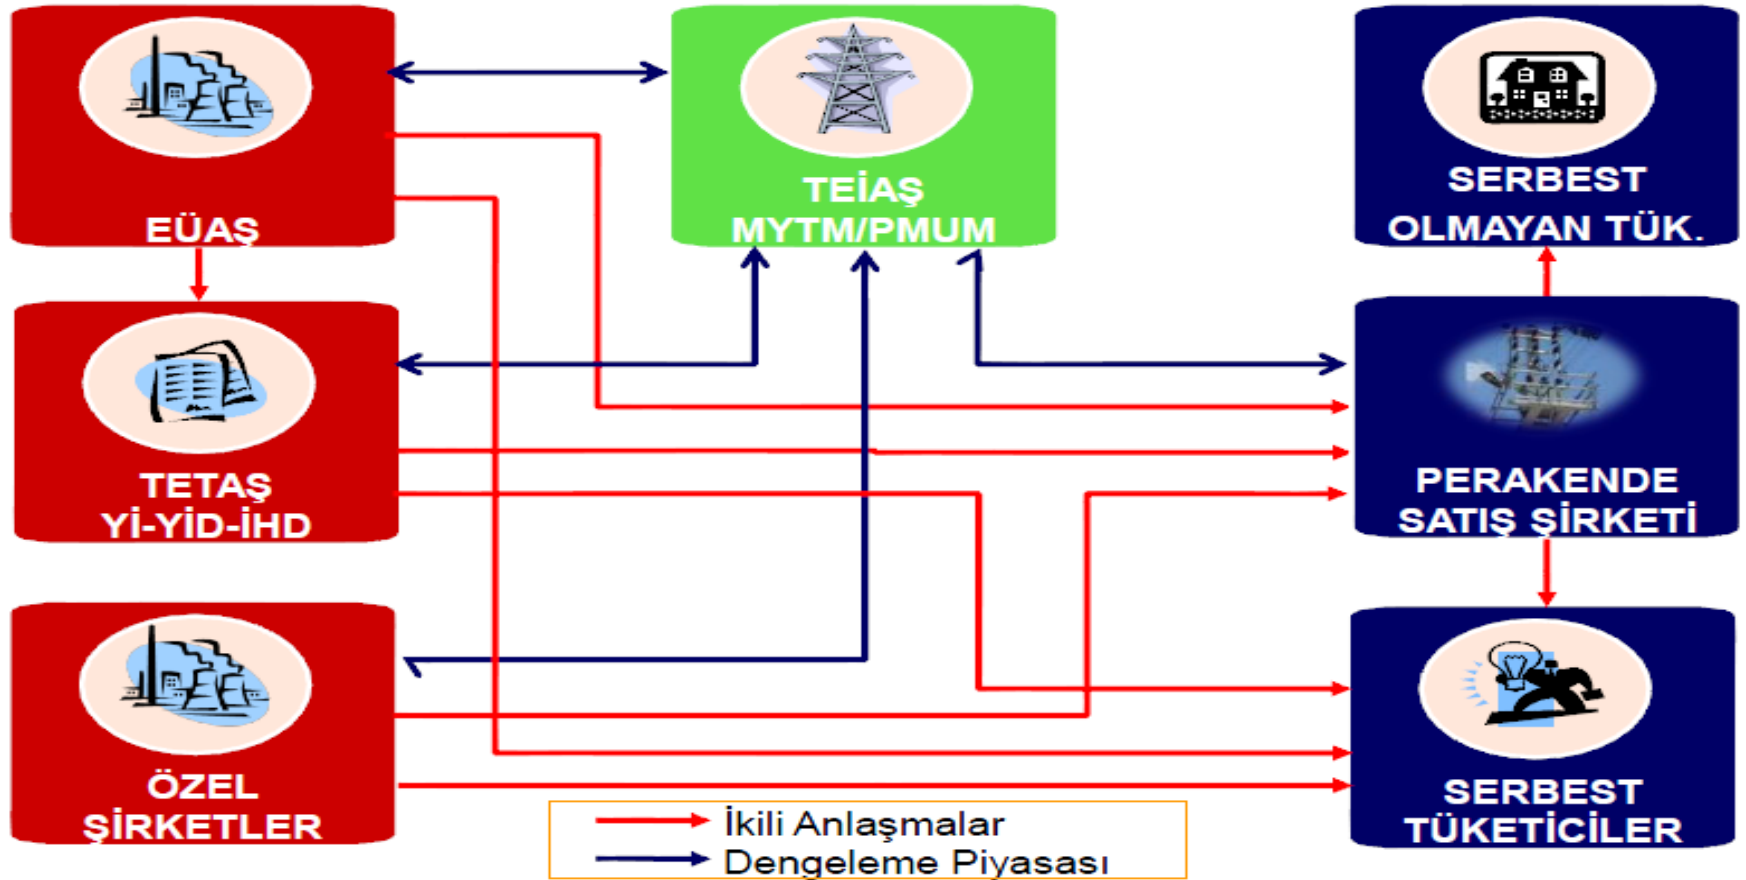 EÜAŞ
TEİAŞ
MYTM/PMUM
SERBEST
OLMAYAN TÜK.
TETAŞ
Yİ-YİD-İHD
PERAKENDE
SATIŞ ŞİRKETİ
ÖZEL
ŞİRKETLER
SERBEST
TÜKETİCİLER
İkili Anlaşmalar
Dengeleme Piyasası